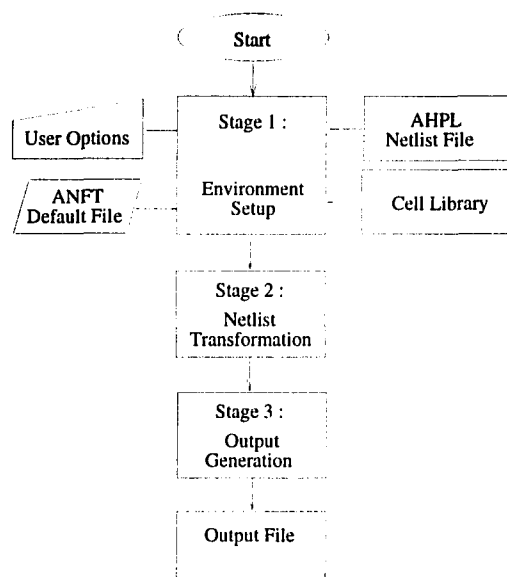 Start
User Options
Stage 1 :
AHPL
Netlist File
ANFT
Default File
Environment
Setup
Cell Library
Stage 2 :
Netlist
Transformation
Stage 3 :
Output
Generation
Output File